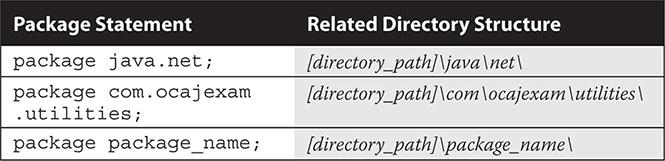 Package Statement Related Directory Structure
package java.net; [directory_path]\java\net\
package com.ocajexam [directory_path]\com\ocajexam\utilities\
.utilities;
package package_name; [directory_path]\package_name\